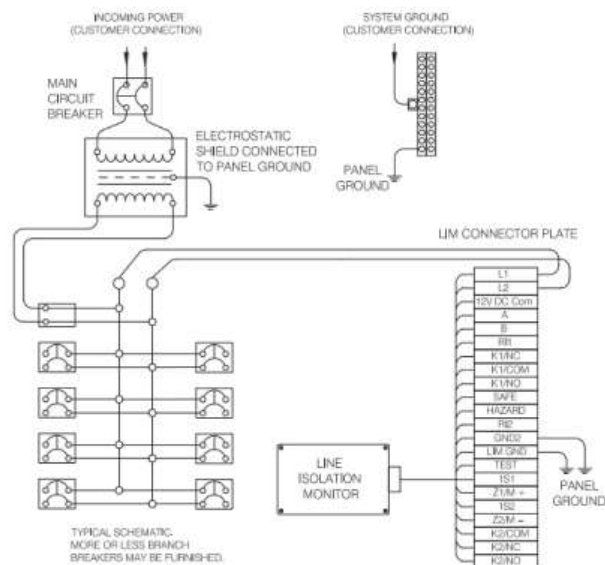 INCOMING POWER
(CUSTOMER CONNECTION)
SYSTEM GROUND
(CUSTOMER CONNECTION)
MAIN
CIRCUIT
BREAKER
ELECTROSTATIC
SHIELD CONNECTED
TO PANEL GROUND
PANEL
GROUND
LIM CONNECTOR PLATE
L1
L2
12V DC Com
A
B
RI1
K1/NC
K1/COM
K1/NO
SAFE
HAZARD
RI2
GND2
LIM GND
TEST
1S1
Z1/M +
1S2
Z2/M –
K2/COM
K2/NC
K2/NO
LINE
ISOLATION
MONITOR
PANEL
GROUND
TYPICAL SCHEMATIC.
MORE OR LESS BRANCH
BREAKERS MAY BE FURNISHED.